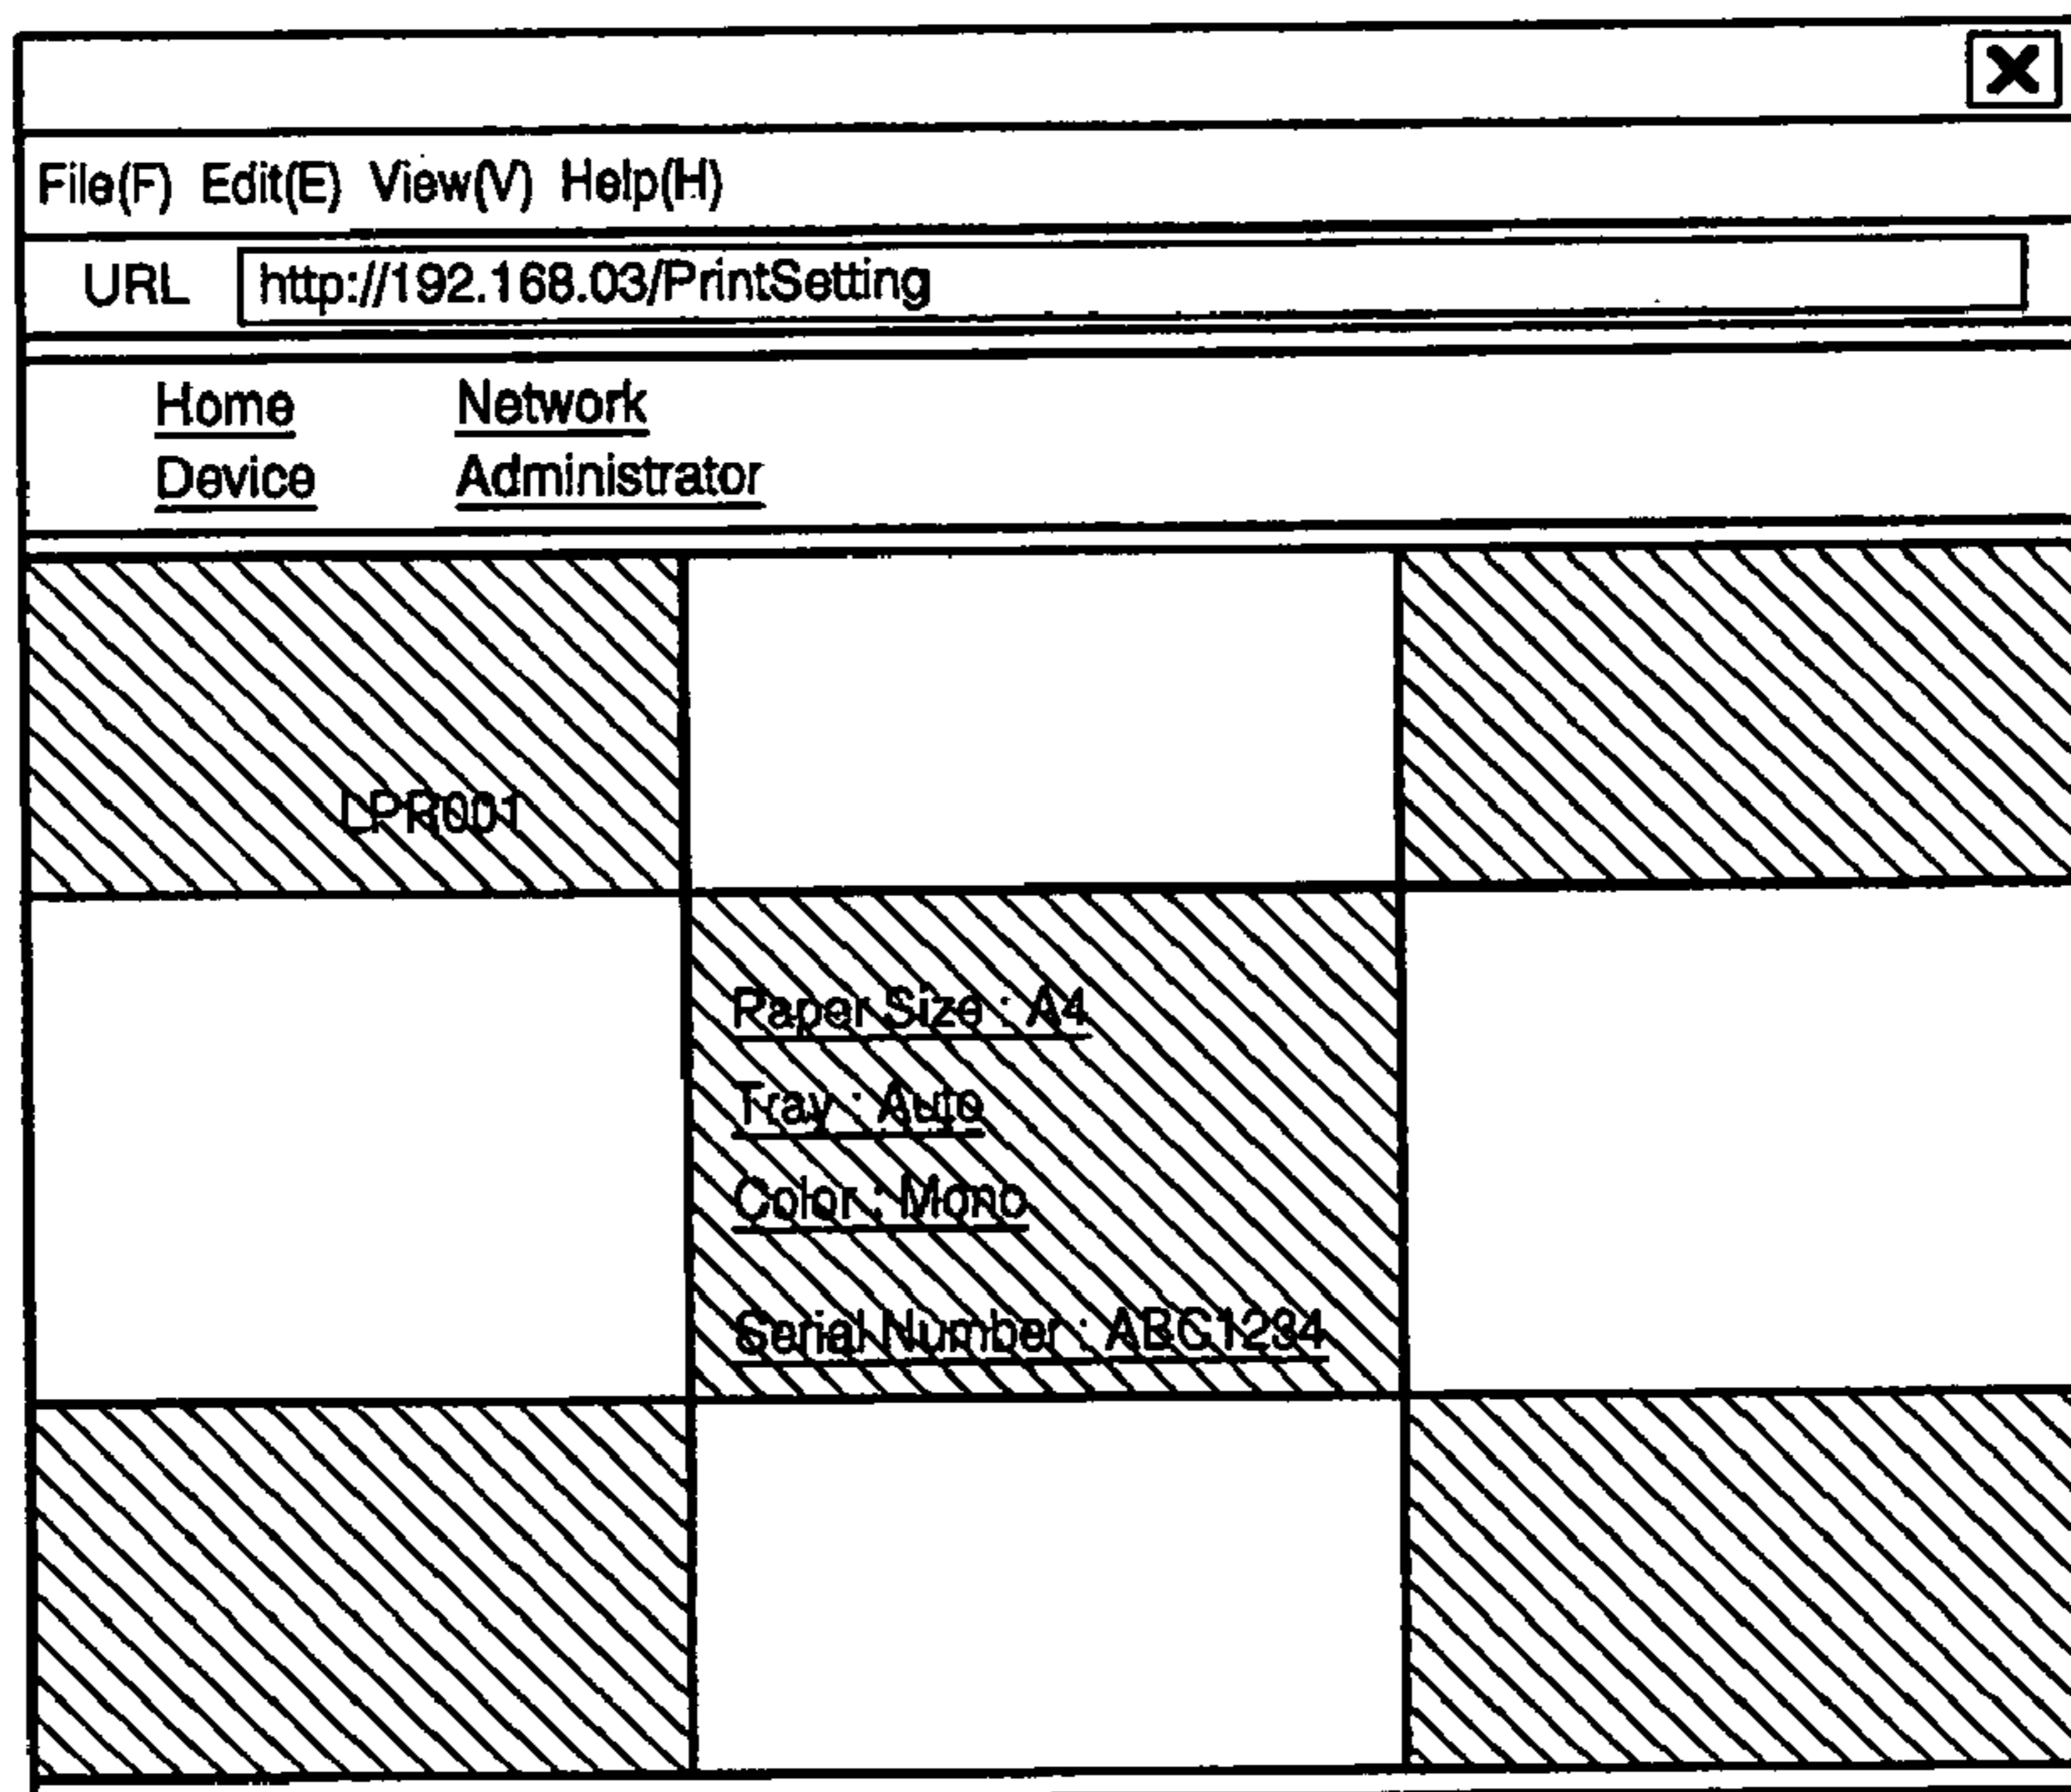 File(F) Edit(E) View(V) Help(H)
URL http://192.168.03/PrintSetting
Home Network
Device Administrator
LPR001
Paper Size : A4
Tray : Auto
Color : Mono
Serial Number : ABC1234